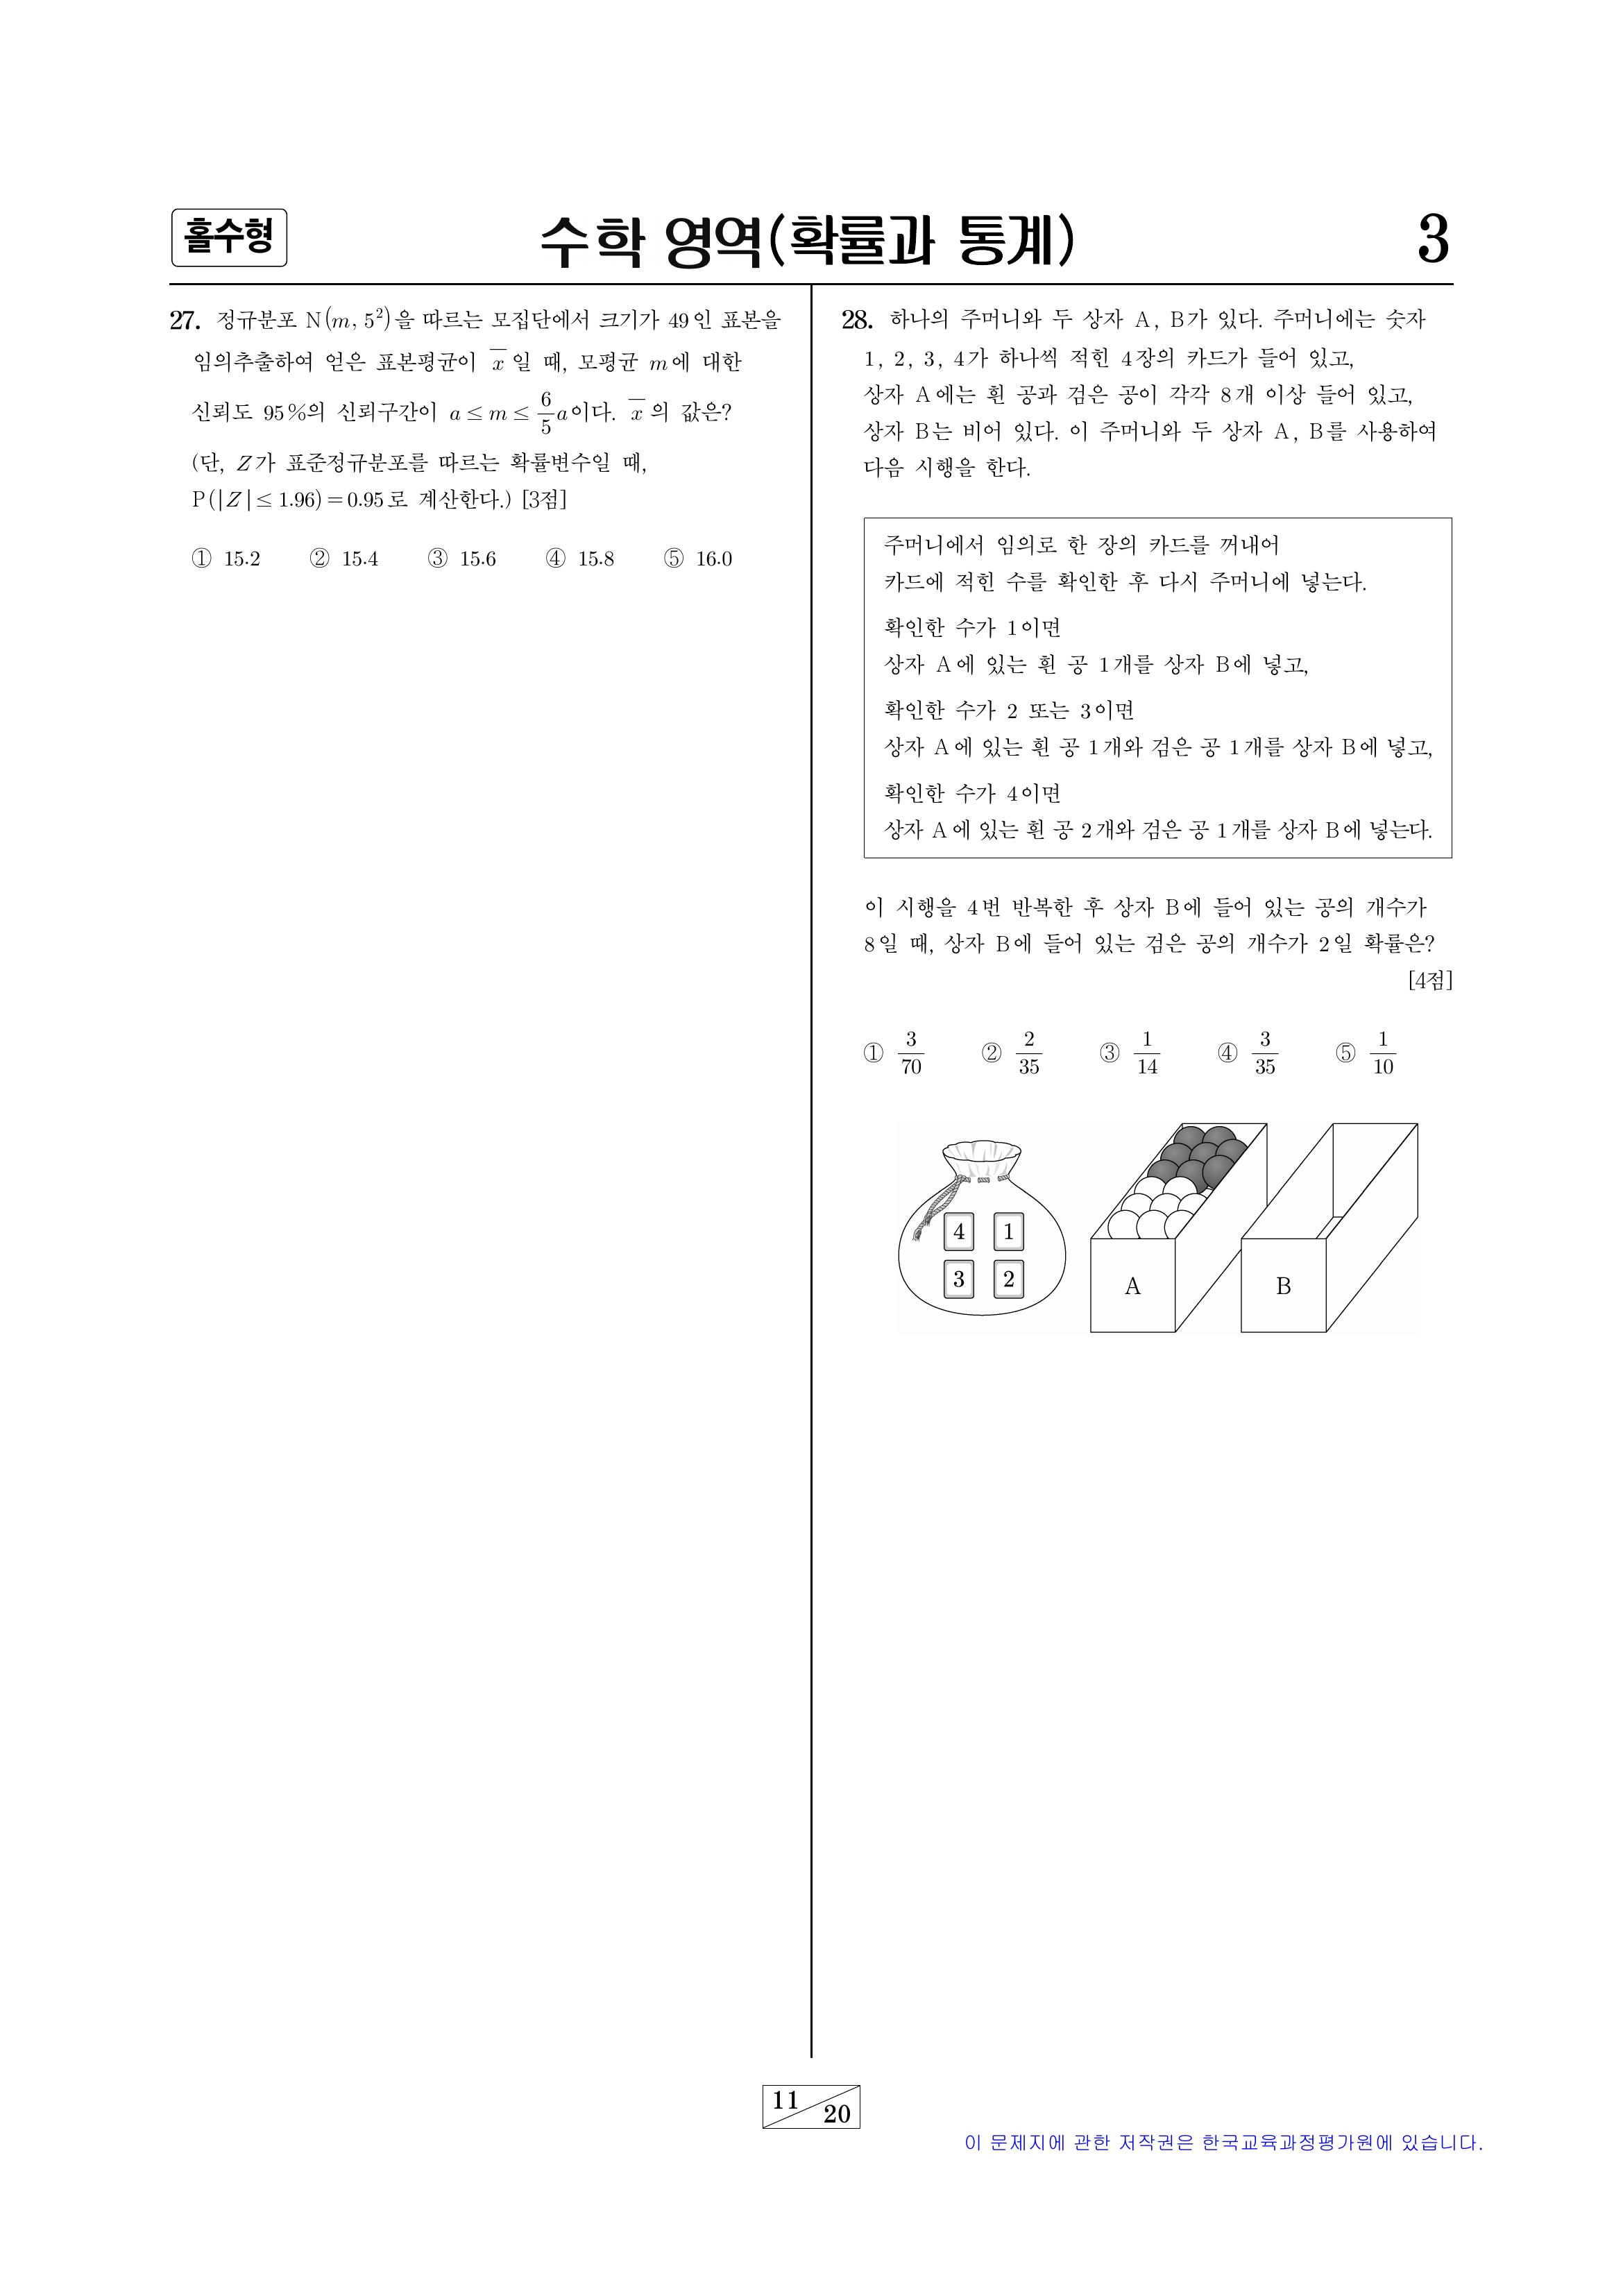 홀수형
수학 영역(확률과 통계)
3
27. 정규분포 N(m, 5²)을 따르는 모집단에서 크기가 49인 표본을
임의추출하여 얻은 표본평균이 x̄일 때, 모평균 m에 대한
신뢰도 95%의 신뢰구간이 a ≤ m ≤ 6/5 a이다. x̄의 값은?
(단, Z가 표준정규분포를 따르는 확률변수일 때,
P(|Z| ≤ 1.96) = 0.95로 계산한다.) [3점]
① 15.2 ② 15.4 ③ 15.6 ④ 15.8 ⑤ 16.0
28. 하나의 주머니와 두 상자 A, B가 있다. 주머니에는 숫자
1, 2, 3, 4가 하나씩 적힌 4장의 카드가 들어 있고,
상자 A에는 흰 공과 검은 공이 각각 8개 이상 들어 있고,
상자 B는 비어 있다. 이 주머니와 두 상자 A, B를 사용하여
다음 시행을 한다.
주머니에서 임의로 한 장의 카드를 꺼내어
카드에 적힌 수를 확인한 후 다시 주머니에 넣는다.
확인한 수가 1이면
상자 A에 있는 흰 공 1개를 상자 B에 넣고,
확인한 수가 2 또는 3이면
상자 A에 있는 흰 공 1개와 검은 공 1개를 상자 B에 넣고,
확인한 수가 4이면
상자 A에 있는 흰 공 2개와 검은 공 1개를 상자 B에 넣는다.
이 시행을 4번 반복한 후 상자 B에 들어 있는 공의 개수가
8일 때, 상자 B에 들어 있는 검은 공의 개수가 2일 확률은?
[4점]
① 3/70 ② 2/35 ③ 1/14 ④ 3/35 ⑤ 1/10
4 1
3 2
A
B
11
20
이 문제지에 관한 저작권은 한국교육과정평가원에 있습니다.